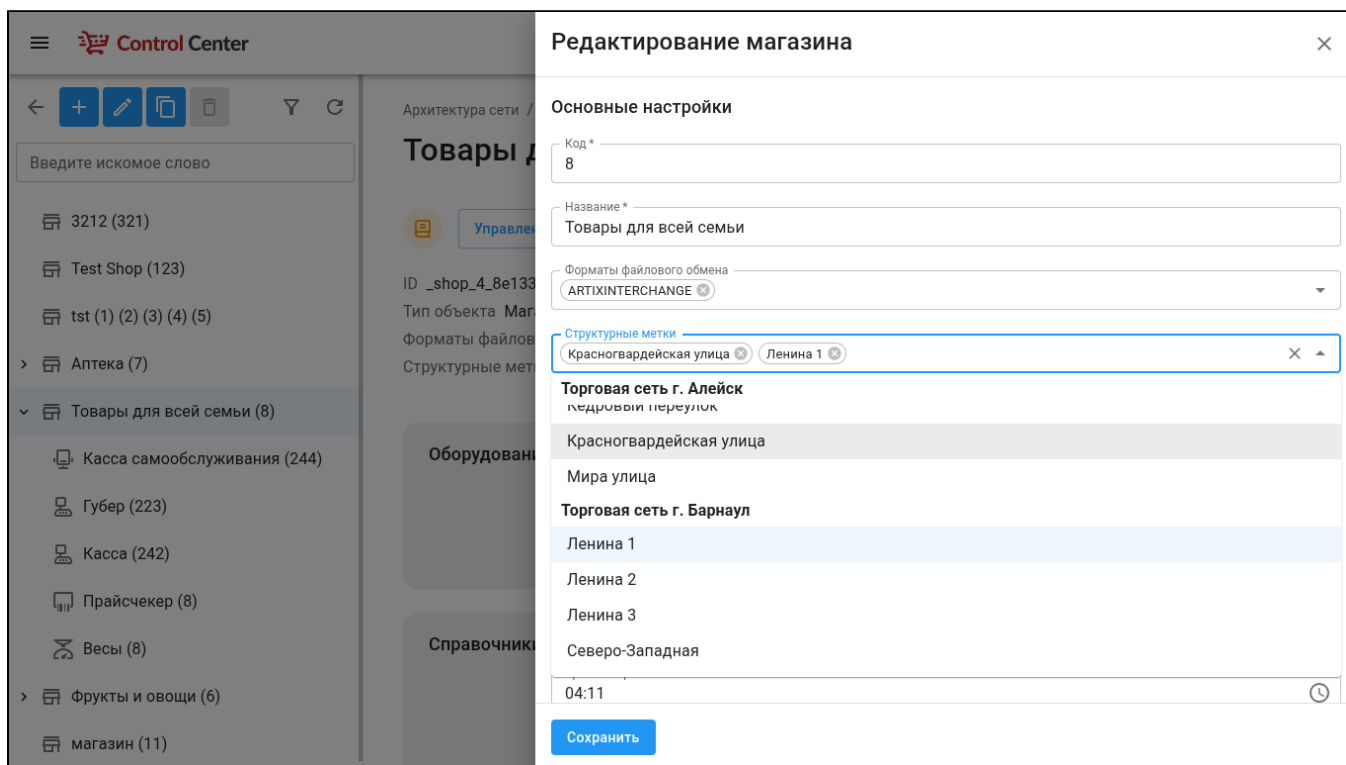 Control Center
Введите искомое слово
3212 (321)
Test Shop (123)
tst (1) (2) (3) (4) (5)
Аптека (7)
Товары для всей семьи (8)
Касса самообслуживания (244)
Губер (223)
Касса (242)
Прайсчекер (8)
Весы (8)
Фрукты и овощи (6)
магазин (11)
Архитектура сети /
Товары д
Управлен
ID _shop_4_8e133
Тип объекта Мага
Форматы файлов
Структурные мет
Оборудован
Справочник
Редактирование магазина
Основные настройки
Код *
8
Название *
Товары для всей семьи
Форматы файлового обмена
ARTIXINTERCHANGE
Структурные метки
Красногвардейская улица Ленина 1
Торговая сеть г. Алейск
Кедровый переулок
Красногвардейская улица
Мира улица
Торговая сеть г. Барнаул
Ленина 1
Ленина 2
Ленина 3
Северо-Западная
04:11
Сохранить